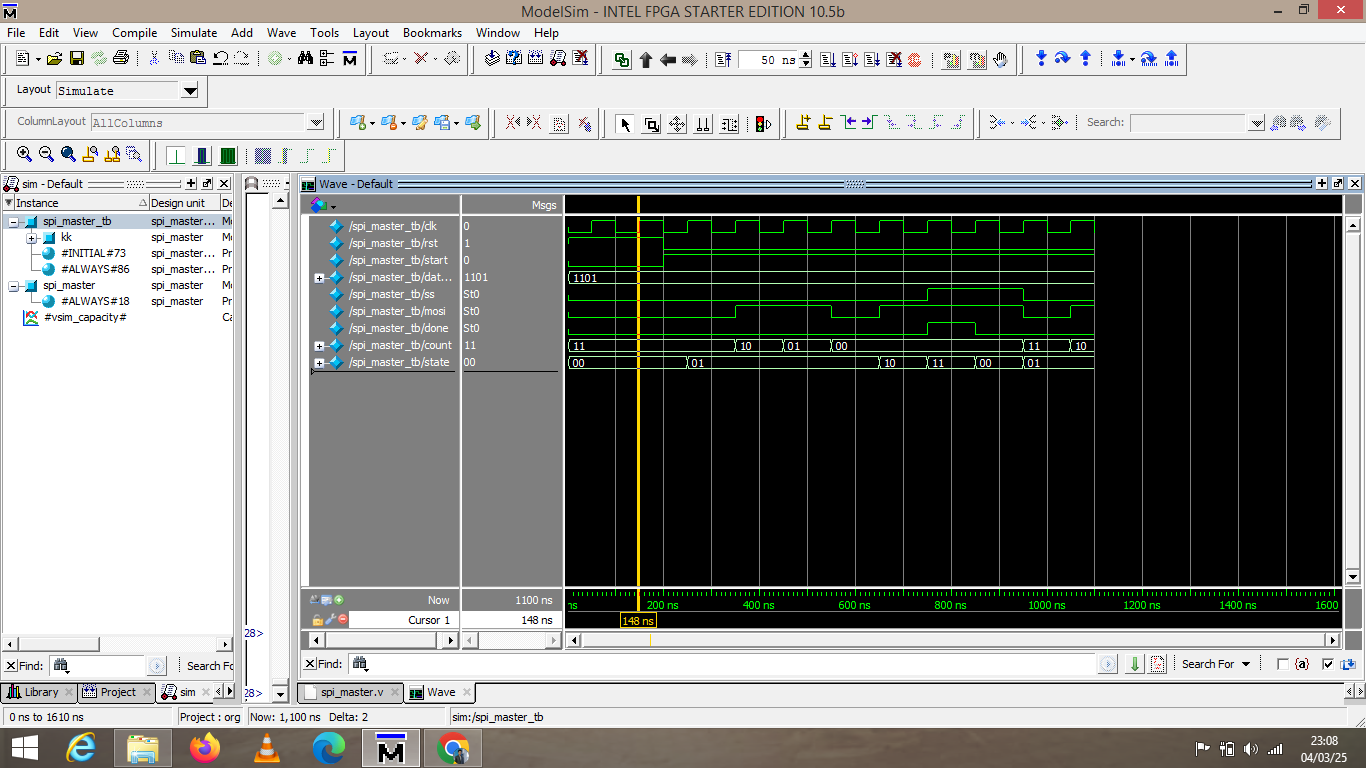 ModelSim - INTEL FPGA STARTER EDITION 10.5b
File Edit View Compile Simulate Add Wave Tools Layout Bookmarks Window Help
50 ns
Layout Simulate
ColumnLayout AllColumns
Search:
sim - Default
Instance Design unit
spi_master_tb spi_master... Mo
kk spi_master Mo
#INITIAL#73 spi_master... Pr
#ALWAYS#86 spi_master... Pr
spi_master spi_master Mo
#ALWAYS#18 spi_master Pr
#vsim_capacity# Ca
28>
28>
Find: Search Fo
Library Project sim
Wave - Default
Msgs
/spi_master_tb/clk 0
/spi_master_tb/rst 1
/spi_master_tb/start 0
/spi_master_tb/dat... 1101 1101
/spi_master_tb/ss St0
/spi_master_tb/mosi St0
/spi_master_tb/done St0
/spi_master_tb/count 11 11 10 01 00 11 10
/spi_master_tb/state 00 00 01 10 11 00 01
Now 1100 ns ns 200 ns 400 ns 600 ns 800 ns 1000 ns 1200 ns 1400 ns 1600
Cursor 1 148 ns 148 ns
Find: Search For {a}
spi_master.v Wave
0 ns to 1610 ns Project : org Now: 1,100 ns Delta: 2 sim:/spi_master_tb
23:08
04/03/25